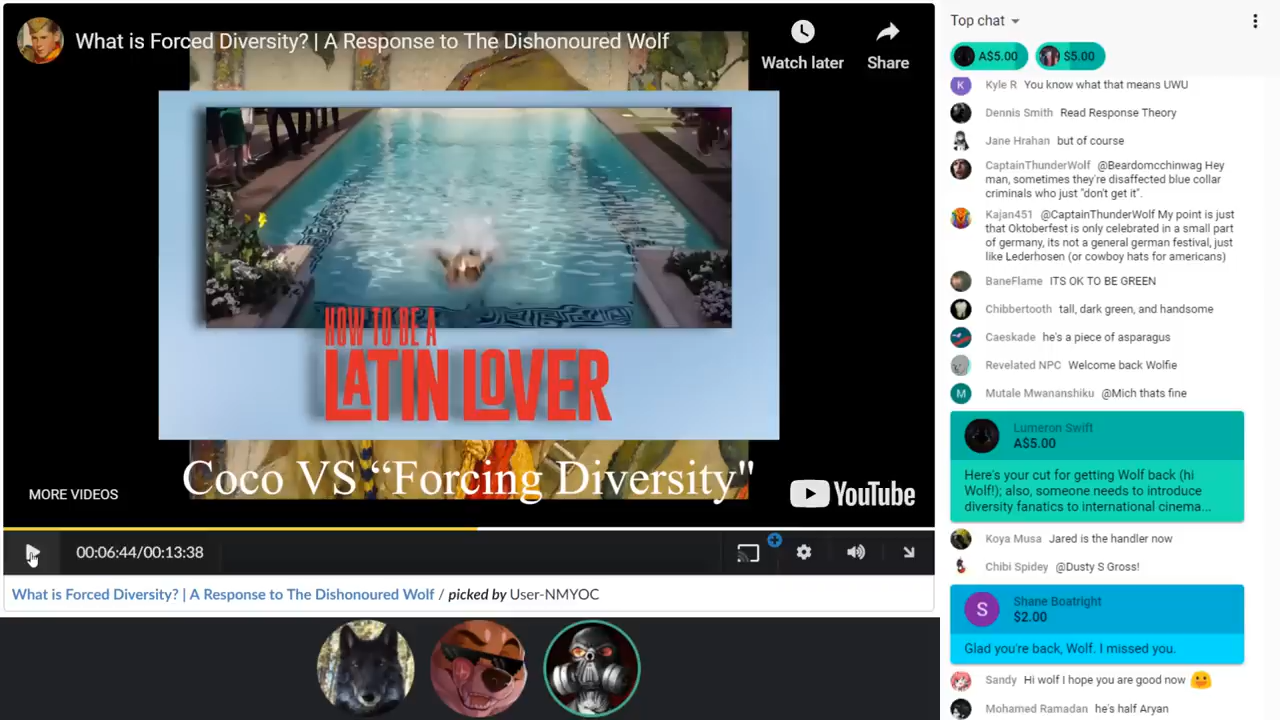 What is Forced Diversity? | A Response to The Dishonoured Wolf
Watch later
Share
HOW TO BE A
LATIN LOVER
Coco VS “Forcing Diversity"
MORE VIDEOS
YouTube
00:06:44/00:13:38
What is Forced Diversity? | A Response to The Dishonoured Wolf / picked by User-NMYOC
Top chat
A$5.00
$5.00
K
Kyle R You know what that means UWU
Dennis Smith Read Response Theory
Jane Hrahan but of course
CaptainThunderWolf @Beardomcchinwag Hey
man, sometimes they're disaffected blue collar
criminals who just "don't get it".
Kajan451 @CaptainThunderWolf My point is just
that Oktoberfest is only celebrated in a small part
of germany, its not a general german festival, just
like Lederhosen (or cowboy hats for americans)
BaneFlame ITS OK TO BE GREEN
Chibbertooth tall, dark green, and handsome
Caeskade he's a piece of asparagus
Revelated NPC Welcome back Wolfie
M
Mutale Mwananshiku @Mich thats fine
Lumeron Swift
A$5.00
Here's your cut for getting Wolf back (hi
Wolf!); also, someone needs to introduce
diversity fanatics to international cinema...
Koya Musa Jared is the handler now
Chibi Spidey @Dusty S Gross!
S
Shane Boatright
$2.00
Glad you're back, Wolf. I missed you.
Sandy Hi wolf I hope you are good now
Mohamed Ramadan he's half Aryan